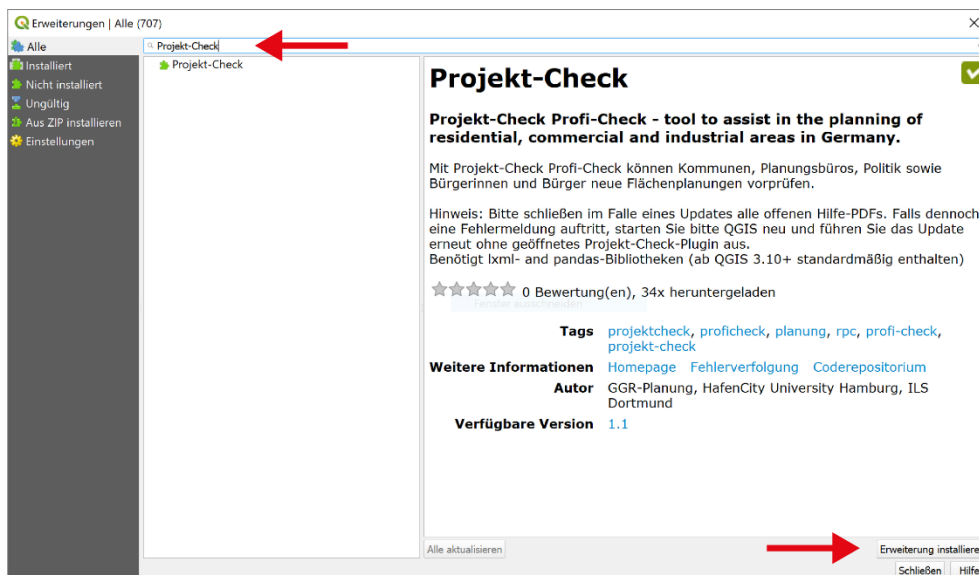 Erweiterungen | Alle (707)
Alle
Installiert
Nicht installiert
Ungültig
Aus ZIP installieren
Einstellungen
Projekt-Check
Projekt-Check
Projekt-Check
Projekt-Check Profi-Check - tool to assist in the planning of
residential, commercial and industrial areas in Germany.
Mit Projekt-Check Profi-Check können Kommunen, Planungsbüros, Politik sowie
Bürgerinnen und Bürger neue Flächenplanungen vorprüfen.
Hinweis: Bitte schließen im Falle eines Updates alle offenen Hilfe-PDFs. Falls dennoch
eine Fehlermeldung auftritt, starten Sie bitte QGIS neu und führen Sie das Update
erneut ohne geöffnetes Projekt-Check-Plugin aus.
Benötigt lxml- and pandas-Bibliotheken (ab QGIS 3.10+ standardmäßig enthalten)
0 Bewertung(en), 34x heruntergeladen
Fenster ausschneiden
Tags projektcheck, proficheck, planung, rpc, profi-check,
projekt-check
Weitere Informationen Homepage Fehlerverfolgung Coderepositorium
Autor GGR-Planung, HafenCity University Hamburg, ILS
Dortmund
Verfügbare Version 1.1
Alle aktualisieren
Erweiterung installiere
Schließen Hilfe